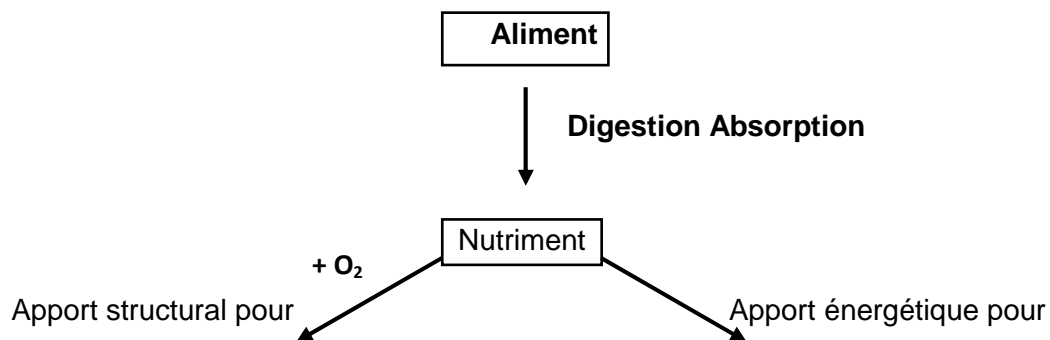 Aliment
Digestion Absorption
Nutriment
+ O₂
Apport structural pour
Apport énergétique pour